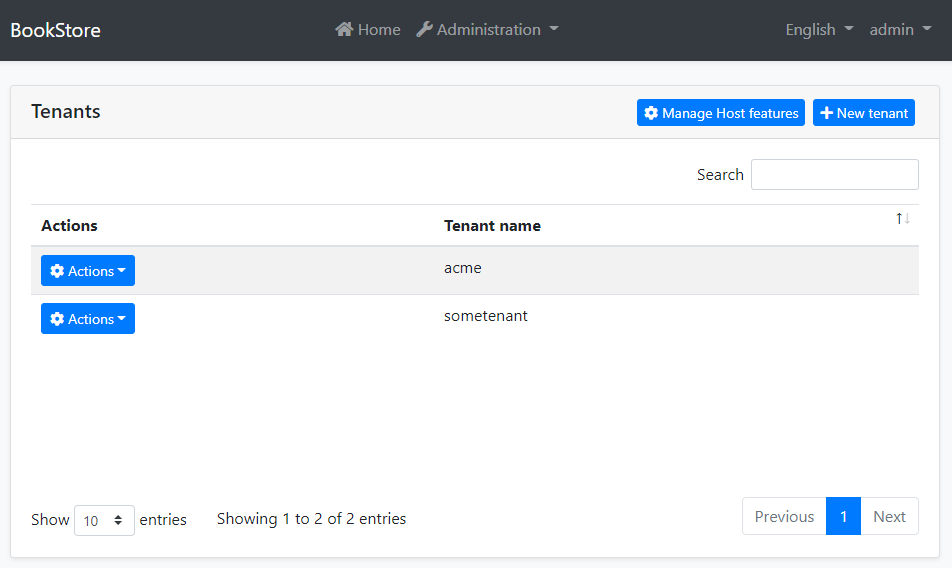 BookStore Home Administration English admin
Tenants Manage Host features New tenant
Search
Actions Tenant name
Actions acme
Actions sometenant
Show 10 entries Showing 1 to 2 of 2 entries Previous 1 Next